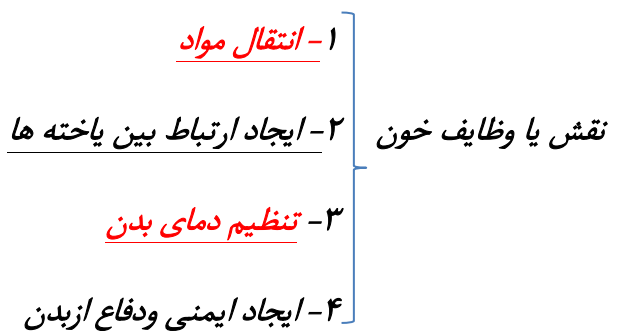 نقش یا وظایف خون
۱- انتقال مواد
۲- ایجاد ارتباط بین یاخته ها
۳- تنظیم دمای بدن
۴- ایجاد ایمنی ودفاع ازبدن